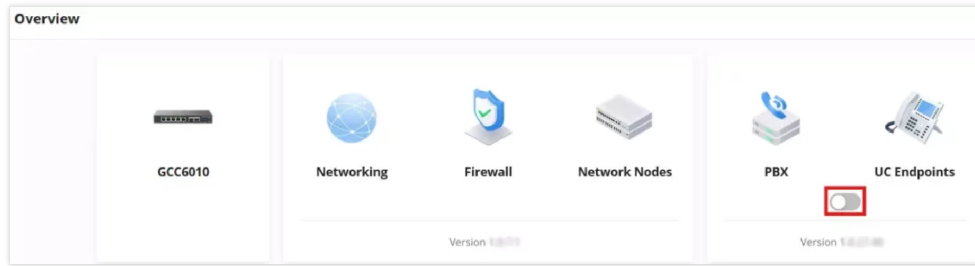 Overview
GCC6010
Networking
Firewall
Network Nodes
PBX
UC Endpoints
Version
Version